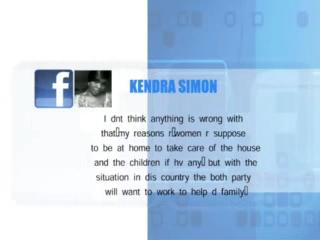 f
KENDRA SIMON
I dnt think anything is wrong with
that▯my reasons r▯women r suppose
to be at home to take care of the house
and the children if hv any▯ but with the
situation in dis country the both party
will want to work to help d family▯